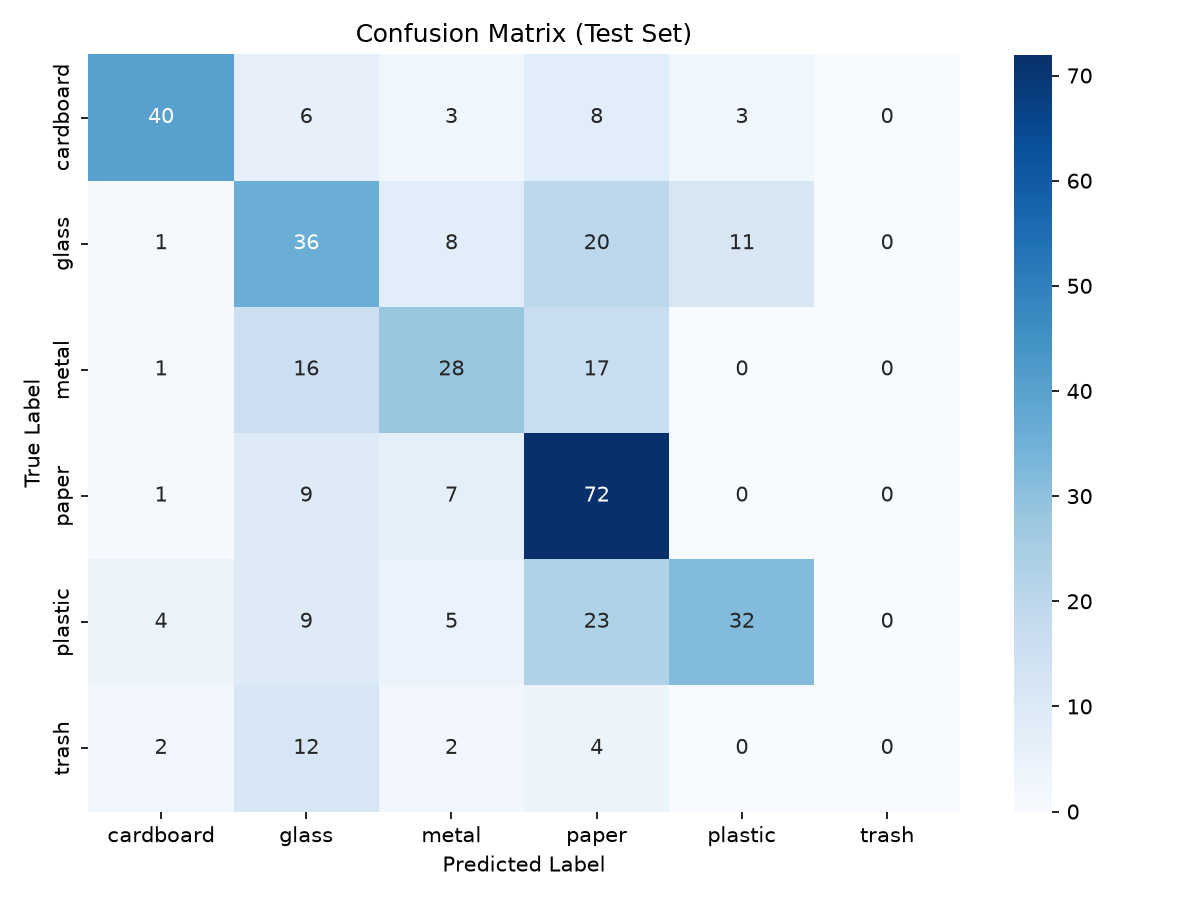 Confusion Matrix (Test Set)
True Label
cardboard 40 6 3 8 3 0
glass 1 36 8 20 11 0
metal 1 16 28 17 0 0
paper 1 9 7 72 0 0
plastic 4 9 5 23 32 0
trash 2 12 2 4 0 0
cardboard glass metal paper plastic trash
Predicted Label
70
60
50
40
30
20
10
0